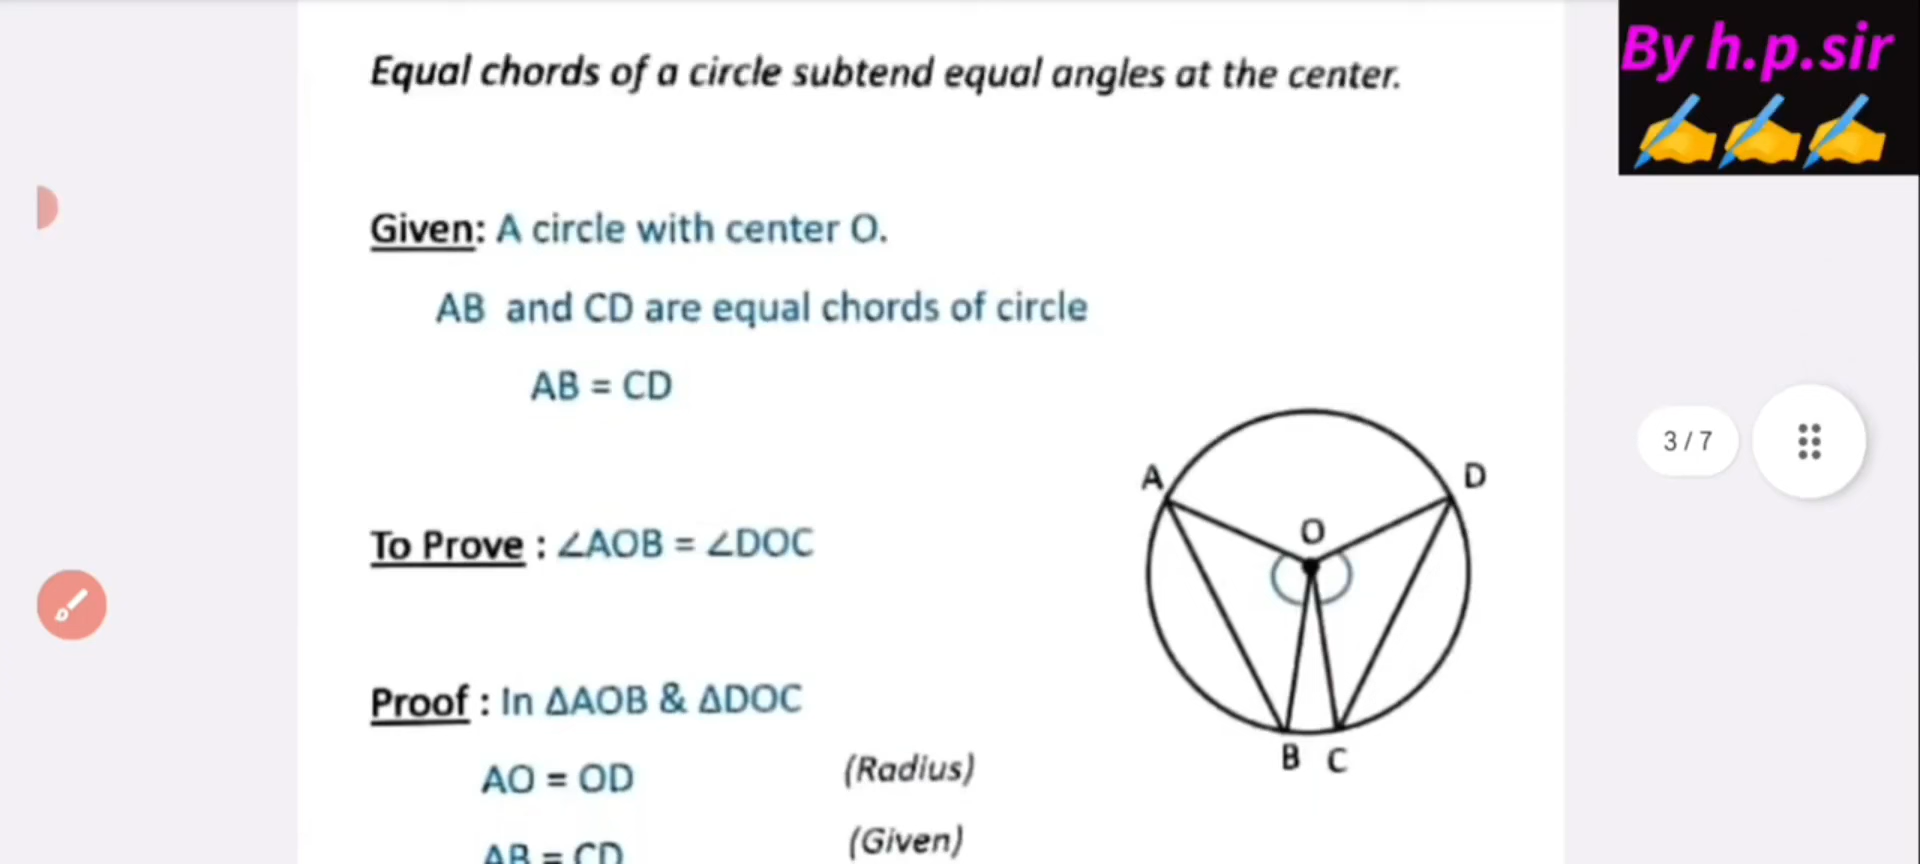 Equal chords of a circle subtend equal angles at the center.
By h.p.sir
Given: A circle with center O.
AB and CD are equal chords of circle
AB = CD
3 / 7
A
D
O
To Prove : ∠AOB = ∠DOC
Proof : In ΔAOB & ΔDOC
B C
AO = OD (Radius)
AB = CD (Given)